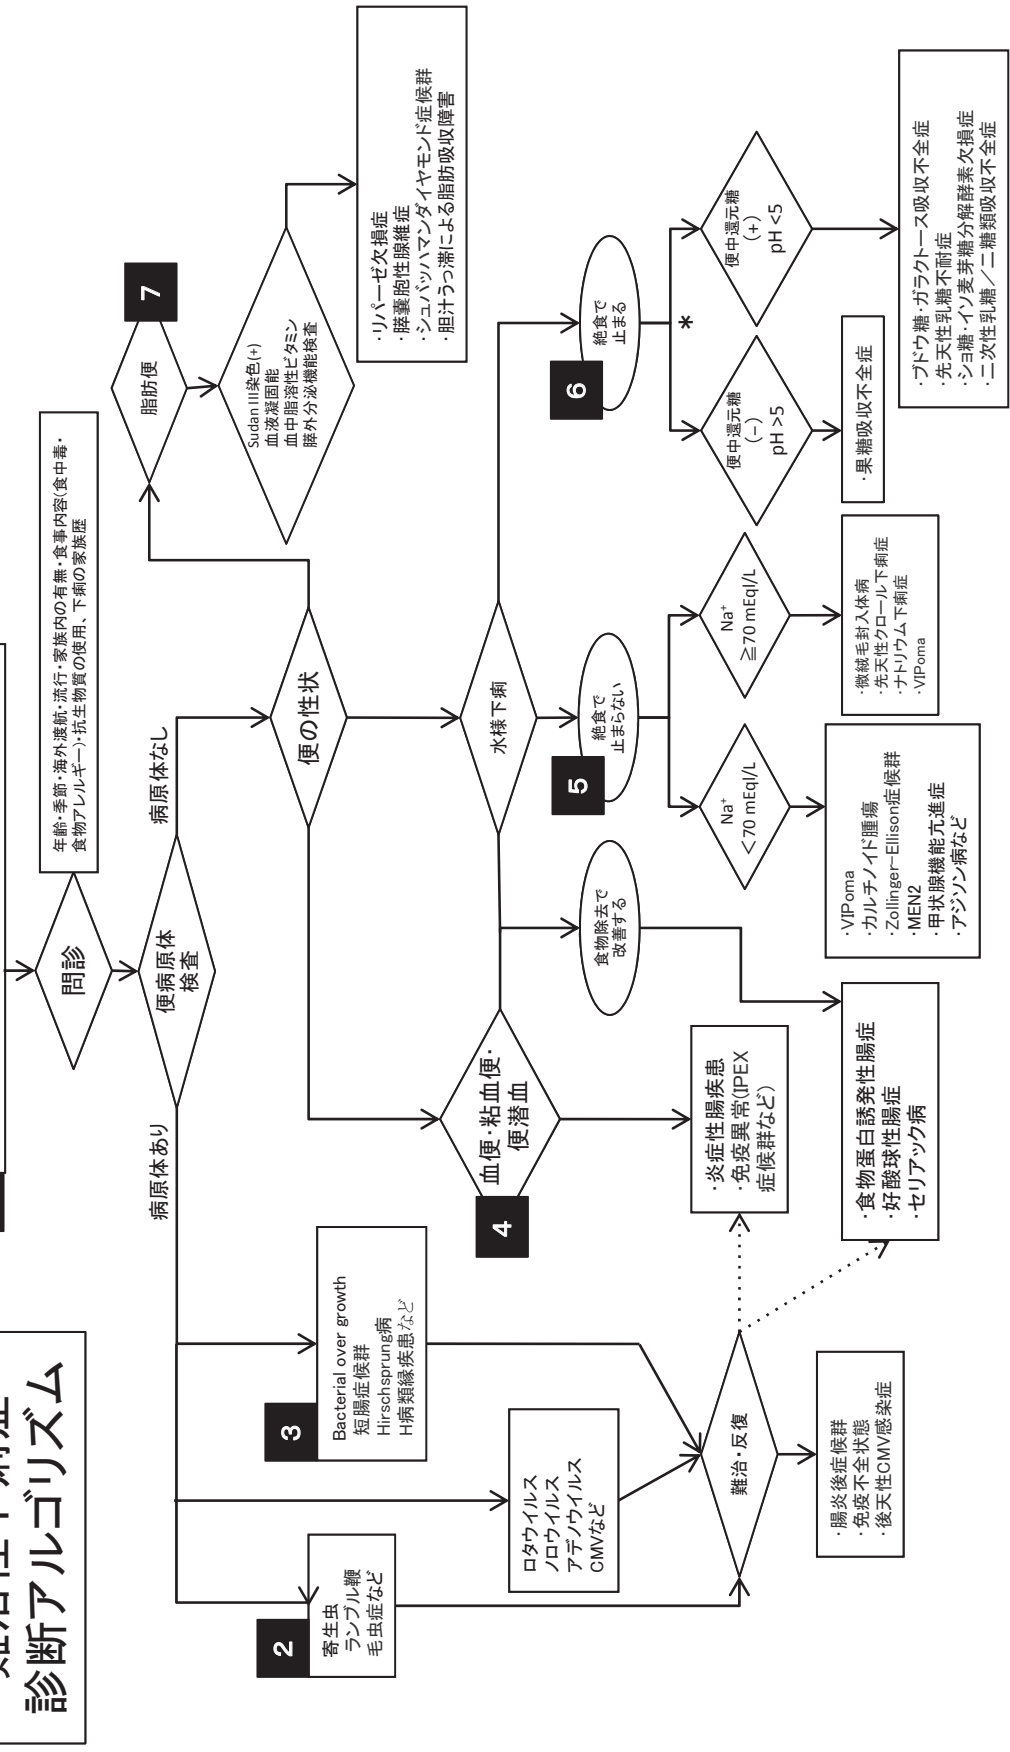 診断アルゴリズム
問診
年齢・季節・海外渡航・流行・家族内の有無・食事内容(食中毒・
食物アレルギー)・抗生物質の使用、下痢の家族歴
便病原体
検査
病原体あり
病原体なし
2
寄生虫
ランブル鞭
毛虫症など
3
Bacterial over growth
短腸症候群
Hirschsprung病
H病類縁疾患など
ロタウイルス
ノロウイルス
アデノウイルス
CMVなど
難治・反復
・腸炎後症候群
・免疫不全状態
・後天性CMV感染症
便の性状
4
血便・粘血便・
便潜血
・炎症性腸疾患
・免疫異常(IPEX
症候群など)
水様下痢
食物除去で
改善する
・食物蛋白誘発性腸症
・好酸球性腸症
・セリアック病
5
絶食で
止まらない
Na⁺
<70 mEql/L
・VIPoma
・カルチノイド腫瘍
・Zollinger-Ellison症候群
・MEN2
・甲状腺機能亢進症
・アジソン病など
Na⁺
≧70 mEql/L
・微絨毛封入体病
・先天性クロール下痢症
・ナトリウム下痢症
・VIPoma
6
絶食で
止まる
*
便中還元糖
(-)
pH >5
・果糖吸収不全症
便中還元糖
(+)
pH <5
・ブドウ糖・ガラクトース吸収不全症
・先天性乳糖不耐症
・ショ糖・イソ麦芽糖分解酵素欠損症
・二次性乳糖/二糖類吸収不全症
7
脂肪便
Sudan III染色(+)
血液凝固能
血中脂溶性ビタミン
膵外分泌機能検査
・リパーゼ欠損症
・膵嚢胞性線維症
・シュバッハマンダイヤモンド症候群
・胆汁うっ滞による脂肪吸収障害